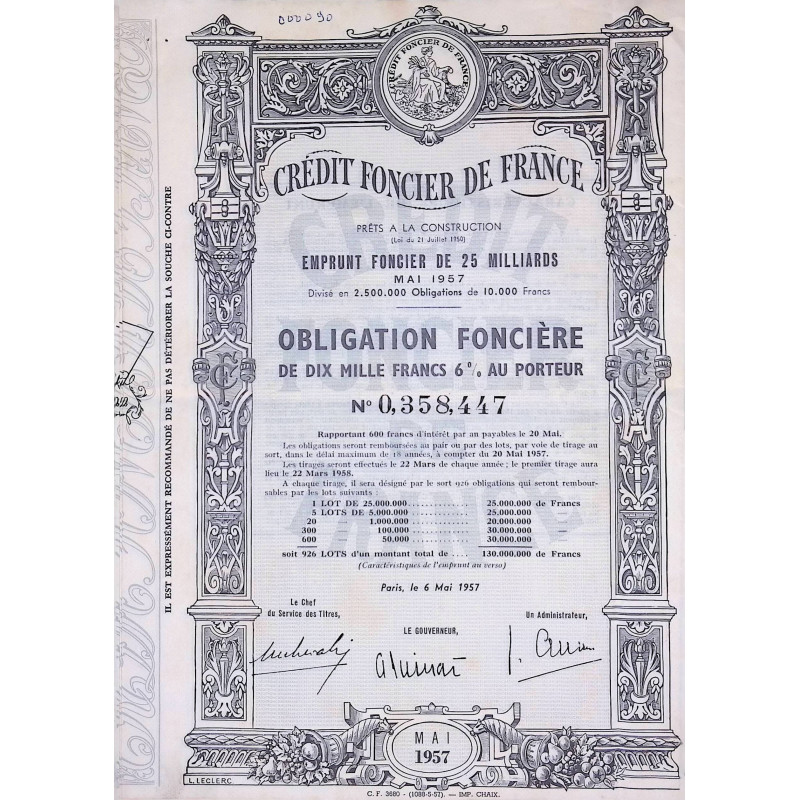 000090
CRÉDIT FONCIER DE FRANCE
CRÉDIT FONCIER DE FRANCE
PRÊTS A LA CONSTRUCTION
(Loi du 21 Juillet 1950)
EMPRUNT FONCIER DE 25 MILLIARDS
MAI 1957
Divisé en 2.500.000 Obligations de 10.000 Francs
OBLIGATION FONCIÈRE
DE DIX MILLE FRANCS 6% AU PORTEUR
N° 0,358,447
Rapportant 600 francs d'intérêt par an payables le 20 Mai.
Les obligations seront remboursées au pair ou par des lots, par voie de tirage au
sort, dans le délai maximum de 18 années, à compter du 20 Mai 1957.
Les tirages seront effectués le 22 Mars de chaque année; le premier tirage aura
lieu le 22 Mars 1958.
A chaque tirage, il sera désigné par le sort 926 obligations qui seront rembour-
sables par les lots suivants :
1 LOT DE 25.000.000 ............. 25.000.000 de Francs
5 LOTS DE 5.000.000 ............. 25.000.000 —
20 1.000.000 ............. 20.000.000 —
300 100.000 ............. 30.000.000 —
600 50.000 ............. 30.000.000 —
soit 926 LOTS d'un montant total de .... 130.000.000 de Francs
(Caractéristiques de l'emprunt au verso)
Paris, le 6 Mai 1957
Le Chef
du Service des Titres,
LE GOUVERNEUR,
Un Administrateur,
MAI
1957
L. LECLERC.
C. F. 3680 - (1088-5-57). — IMP. CHAIX.
IL EST EXPRESSÉMENT RECOMMANDÉ DE NE PAS DÉTÉRIORER LA SOUCHE CI-CONTRE